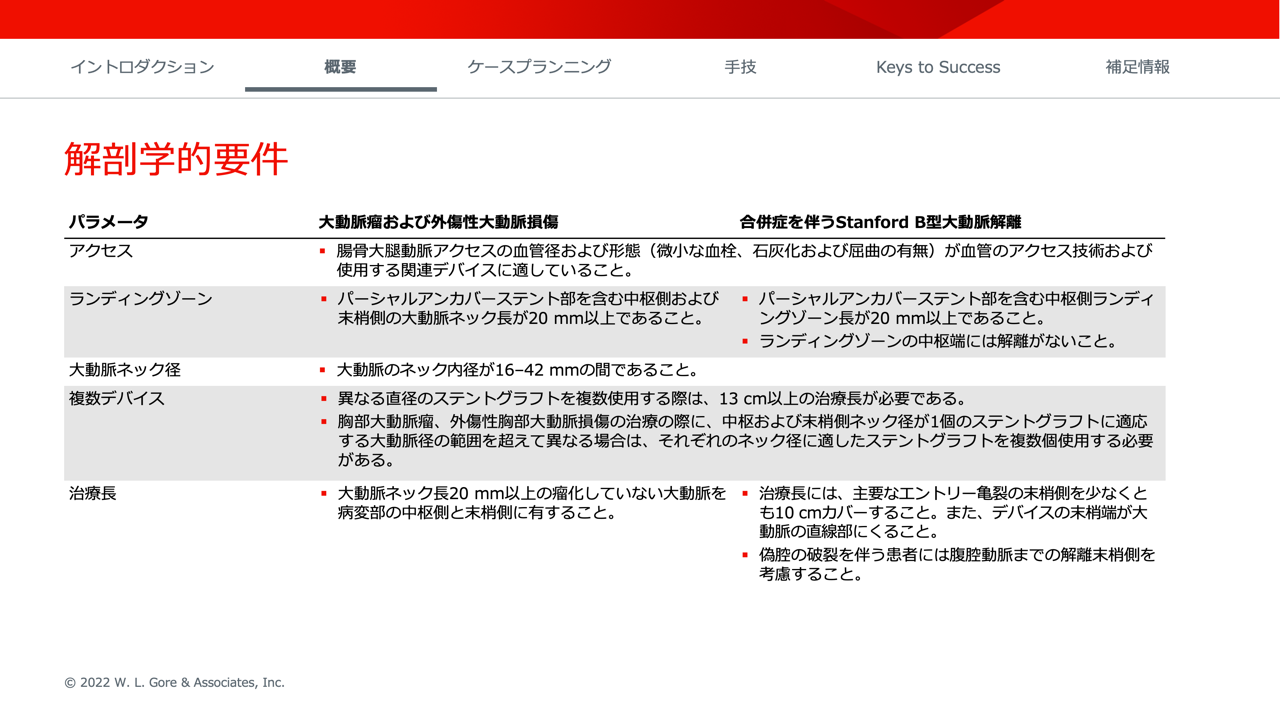 イントロダクション
概要
ケースプランニング
手技
Keys to Success
補足情報
解剖学的要件
パラメータ
大動脈瘤および外傷性大動脈損傷
合併症を伴うStanford B型大動脈解離
アクセス
▪ 腸骨大腿動脈アクセスの血管径および形態（微小な血栓、石灰化および屈曲の有無）が血管のアクセス技術および
使用する関連デバイスに適していること。
ランディングゾーン
▪ パーシャルアンカバーステント部を含む中枢側および
末梢側の大動脈ネック長が20 mm以上であること。
▪ パーシャルアンカバーステント部を含む中枢側ランディ
ングゾーン長が20 mm以上であること。
▪ ランディングゾーンの中枢端には解離がないこと。
大動脈ネック径
▪ 大動脈のネック内径が16–42 mmの間であること。
複数デバイス
▪ 異なる直径のステントグラフトを複数使用する際は、13 cm以上の治療長が必要である。
▪ 胸部大動脈瘤、外傷性胸部大動脈損傷の治療の際に、中枢および末梢側ネック径が1個のステントグラフトに適応
する大動脈径の範囲を超えて異なる場合は、それぞれのネック径に適したステントグラフトを複数個使用する必要
がある。
治療長
▪ 大動脈ネック長20 mm以上の瘤化していない大動脈を
病変部の中枢側と末梢側に有すること。
▪ 治療長には、主要なエントリー亀裂の末梢側を少なくと
も10 cmカバーすること。また、デバイスの末梢端が大
動脈の直線部にくること。
▪ 偽腔の破裂を伴う患者には腹腔動脈までの解離末梢側を
考慮すること。
© 2022 W. L. Gore & Associates, Inc.